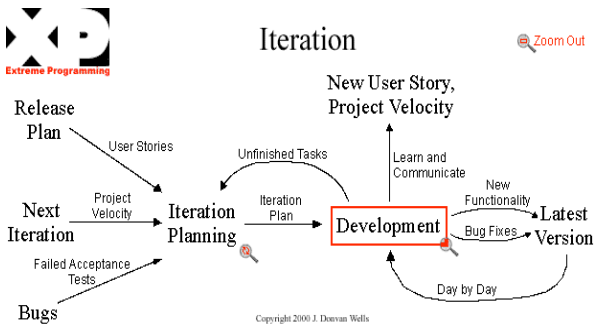 XP
Extreme Programming
Iteration
Zoom Out
New User Story,
Project Velocity
Release
Plan
User Stories
Unfinished Tasks
Learn and
Communicate
Next
Iteration
Project
Velocity
Iteration
Planning
Iteration
Plan
Development
New
Functionality
Bug Fixes
Latest
Version
Failed Acceptance
Tests
Bugs
Day by Day
Copyright 2000 J. Donvan Wells